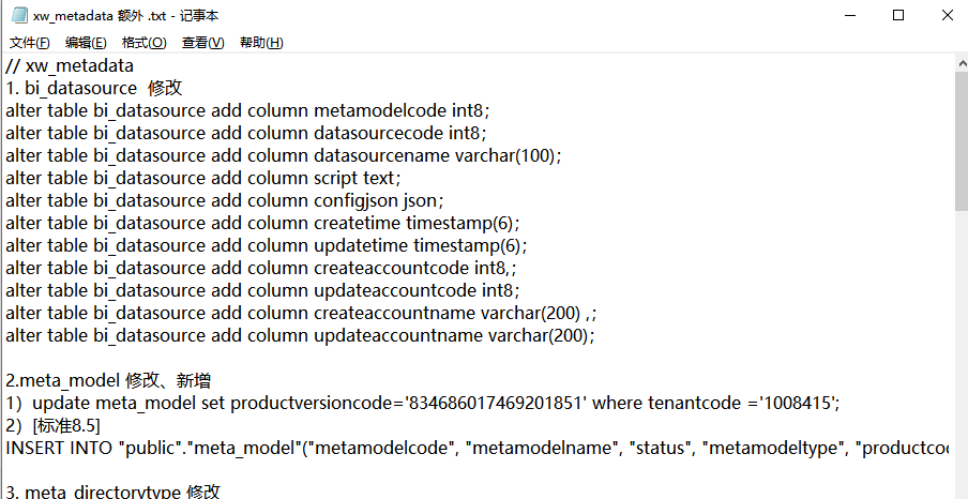 xw_metadata 额外 .txt - 记事本
文件(F) 编辑(E) 格式(O) 查看(V) 帮助(H)
// xw_metadata
1. bi_datasource  修改
alter table bi_datasource add column metamodelcode int8;
alter table bi_datasource add column datasourcecode int8;
alter table bi_datasource add column datasourcename varchar(100);
alter table bi_datasource add column script text;
alter table bi_datasource add column configjson json;
alter table bi_datasource add column createtime timestamp(6);
alter table bi_datasource add column updatetime timestamp(6);
alter table bi_datasource add column createaccountcode int8,;
alter table bi_datasource add column updateaccountcode int8;
alter table bi_datasource add column createaccountname varchar(200) ,;
alter table bi_datasource add column updateaccountname varchar(200);
2.meta_model 修改、新增
1）update meta_model set productversioncode='834686017469201851' where tenantcode ='1008415';
2）[标准8.5]
INSERT INTO "public"."meta_model"("metamodelcode", "metamodelname", "status", "metamodeltype", "productco
3. meta_directorytype 修改